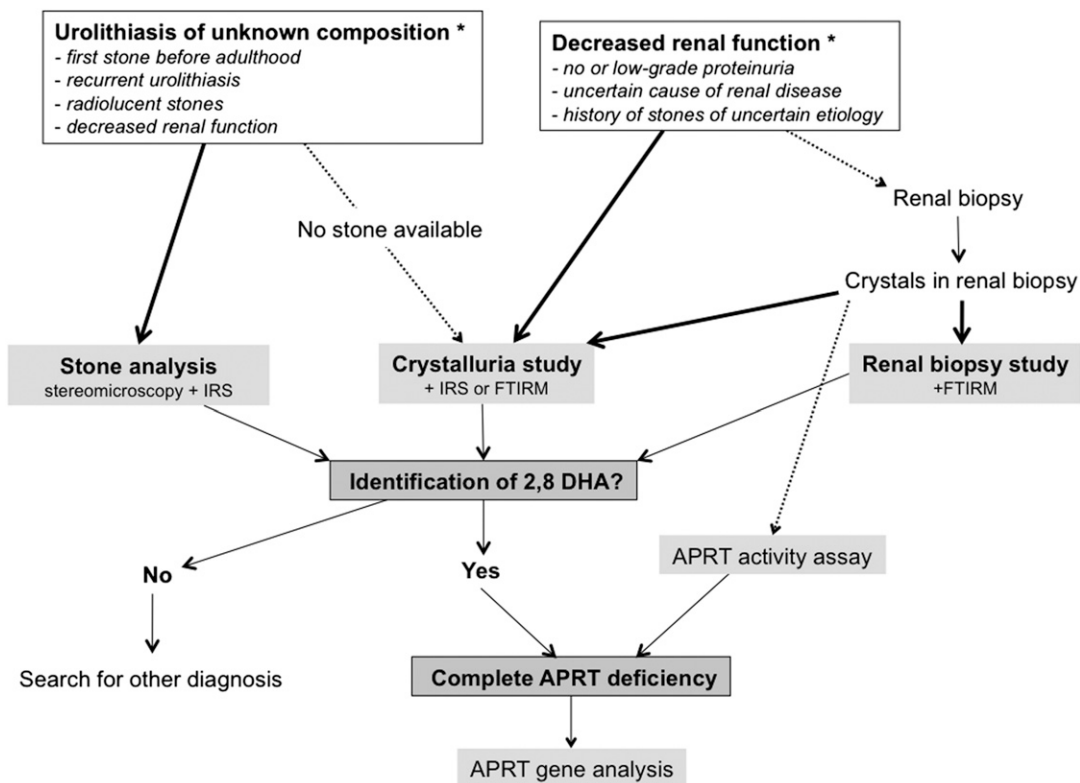 Urolithiasis of unknown composition *
- first stone before adulthood
- recurrent urolithiasis
- radiolucent stones
- decreased renal function
Decreased renal function *
- no or low-grade proteinuria
- uncertain cause of renal disease
- history of stones of uncertain etiology
No stone available
Renal biopsy
Crystals in renal biopsy
Stone analysis
stereomicroscopy + IRS
Crystalluria study
+ IRS or FTIRM
Renal biopsy study
+FTIRM
Identification of 2,8 DHA?
APRT activity assay
No
Yes
Search for other diagnosis
Complete APRT deficiency
APRT gene analysis